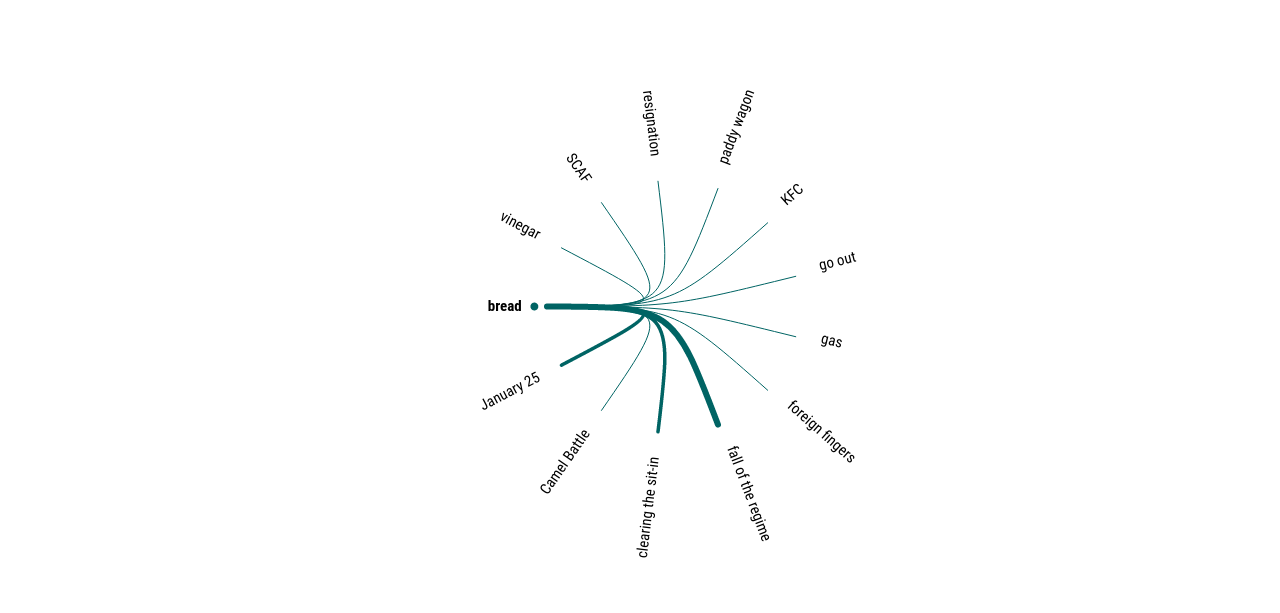 resignation
paddy wagon
SCAF
KFC
vinegar
go out
bread
gas
January 25
foreign fingers
Camel Battle
fall of the regime
clearing the sit-in